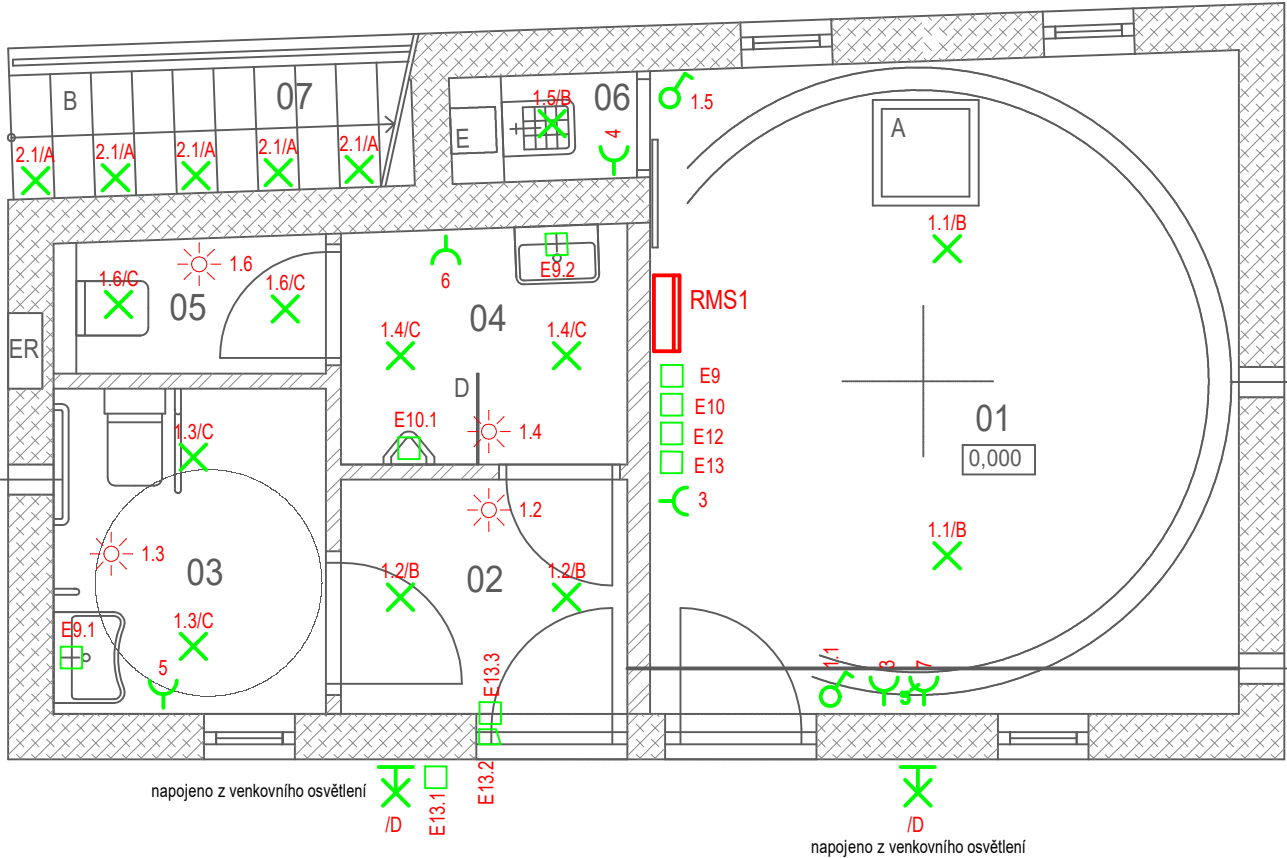 B
07
2.1/A
2.1/A
2.1/A
2.1/A
2.1/A
E
1.5/B
06
4
1.5
A
1.1/B
1.6
1.6/C
1.6/C
05
6
E9.2
04
1.4/C
1.4/C
RMS1
ER
D
E10.1
1.4
E9
E10
E12
E13
3
01
0,000
1.3/C
1.3
03
1.3/C
E9.1
5
1.2
02
1.2/B
1.2/B
1.1/B
E13.3
E13.2
E13.1
1.1
3
7
napojeno z venkovního osvětlení
/D
/D
napojeno z venkovního osvětlení